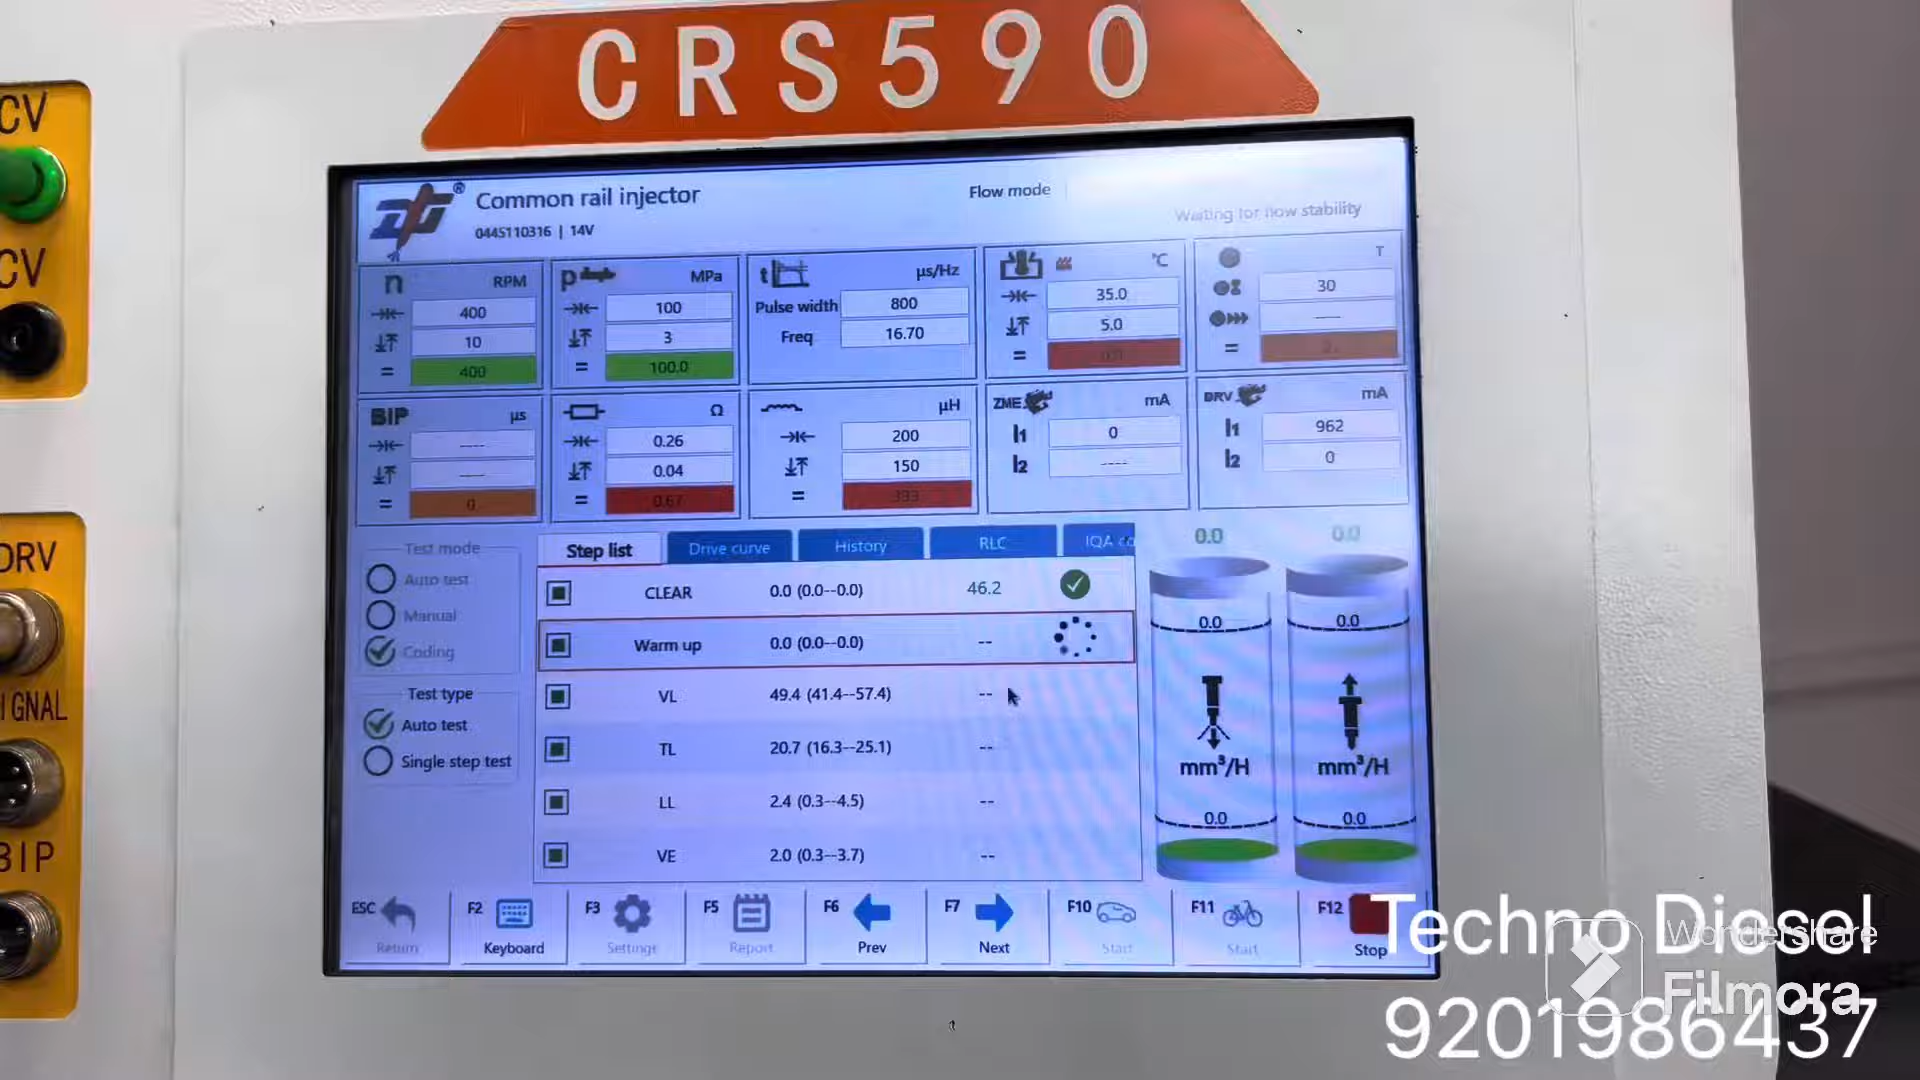 CRS590
CV
CV
DRV
IGNAL
BIP
Common rail injector
0445110316 | 14V
Flow mode
Waiting for flow stability
n RPM
400
10
= 400
P MPa
100
3
= 100.0
t µs/Hz
Pulse width 800
Freq 16.70
°C
35.0
5.0
=
T
30
----
=
BIP µs
----
----
= 0
Ω
0.26
0.04
= 0.67
µH
200
150
= 333
ZME mA
I1 0
I2 ----
DRV mA
I1 962
I2 0
Test mode
Auto test
Manual
Coding
Test type
Auto test
Single step test
Step list Drive curve History RLC IQA co
CLEAR 0.0 (0.0--0.0) 46.2
Warm up 0.0 (0.0--0.0) --
VL 49.4 (41.4--57.4) --
TL 20.7 (16.3--25.1) --
LL 2.4 (0.3--4.5) --
VE 2.0 (0.3--3.7) --
0.0 0.0
0.0 0.0
mm³/H mm³/H
0.0 0.0
ESC Return
F2 Keyboard
F3 Settings
F5 Report
F6 Prev
F7 Next
F10 Start
F11 Start
F12 Stop
Techno Diesel
9201986437
Wondershare
Filmora